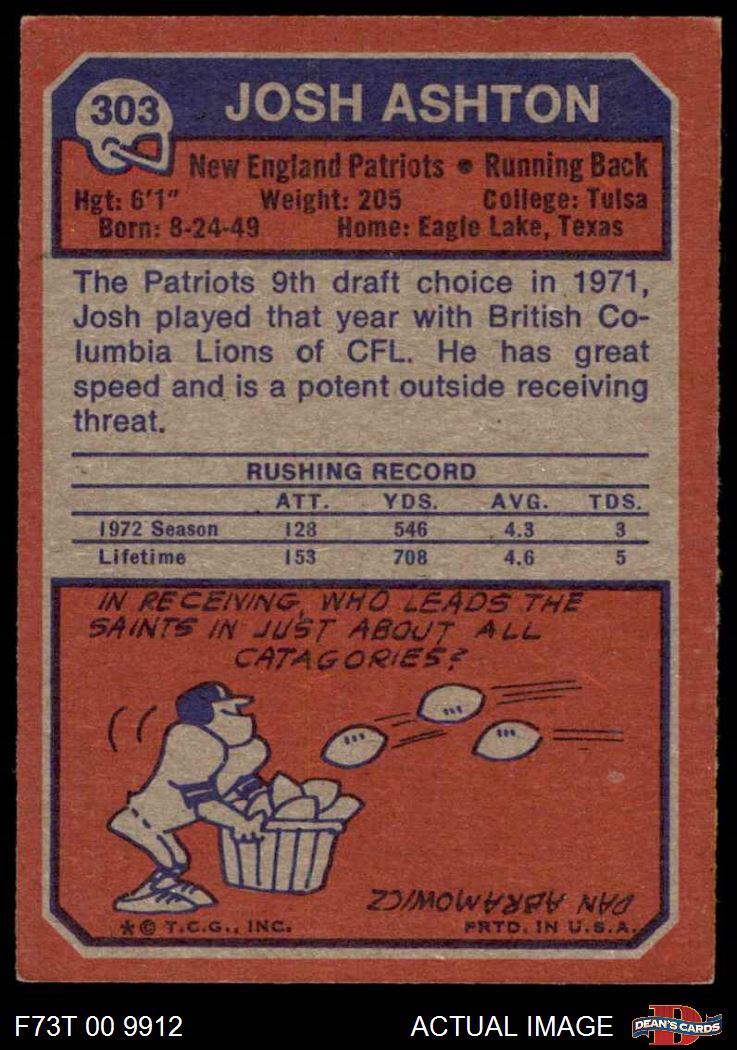 303
JOSH ASHTON
New England Patriots • Running Back
Hgt: 6'1" Weight: 205 College: Tulsa
Born: 8-24-49 Home: Eagle Lake, Texas
The Patriots 9th draft choice in 1971,
Josh played that year with British Co-
lumbia Lions of CFL. He has great
speed and is a potent outside receiving
threat.
RUSHING RECORD
ATT. YDS. AVG. TDS.
1972 Season 128 546 4.3 3
Lifetime 153 708 4.6 5
IN RECEIVING, WHO LEADS THE
SAINTS IN JUST ABOUT ALL
CATAGORIES?
DAN ABRAMOWICZ
* © T.C.G., INC. PRTD. IN U.S.A.
F73T 00 9912 ACTUAL IMAGE
D
DEAN'S CARDS